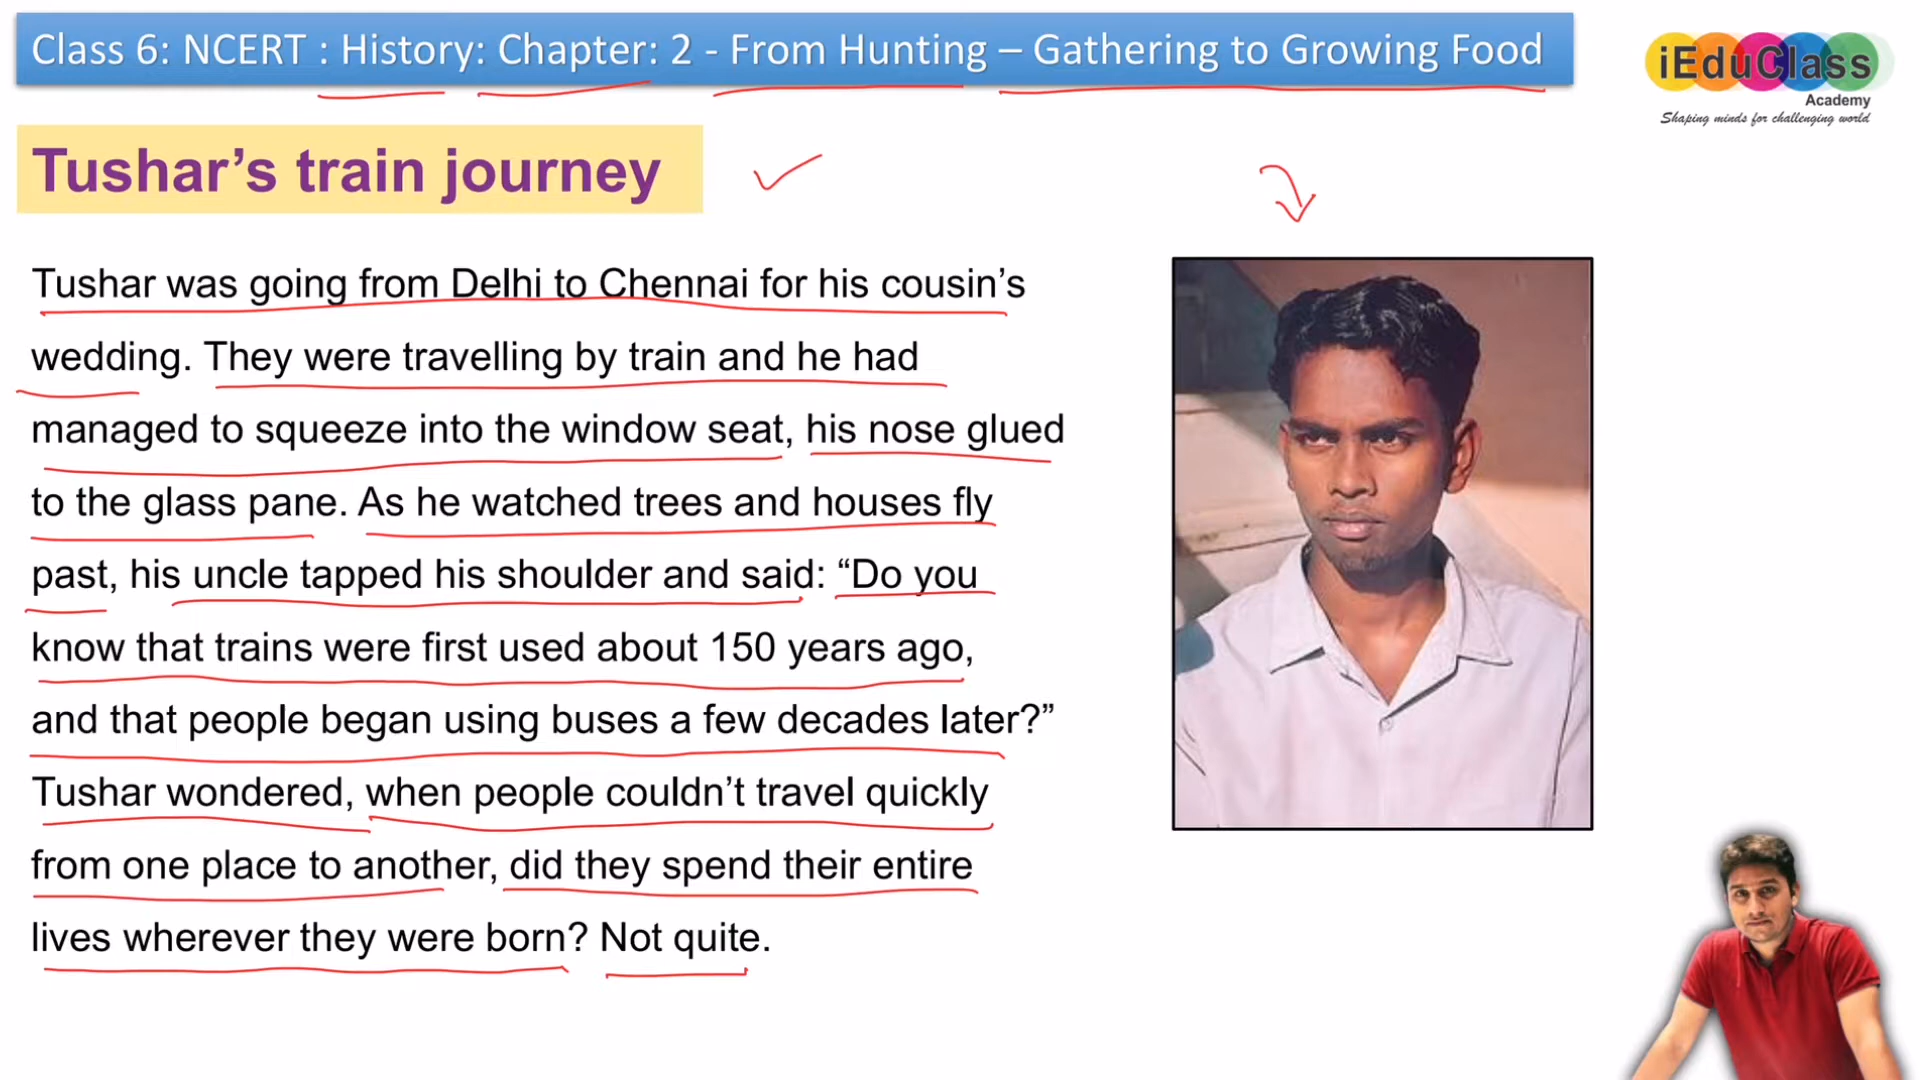 Class 6: NCERT : History: Chapter: 2 - From Hunting – Gathering to Growing Food
iEduClass
Academy
Shaping minds for challenging world
Tushar’s train journey
Tushar was going from Delhi to Chennai for his cousin’s
wedding. They were travelling by train and he had
managed to squeeze into the window seat, his nose glued
to the glass pane. As he watched trees and houses fly
past, his uncle tapped his shoulder and said: “Do you
know that trains were first used about 150 years ago,
and that people began using buses a few decades later?”
Tushar wondered, when people couldn’t travel quickly
from one place to another, did they spend their entire
lives wherever they were born? Not quite.